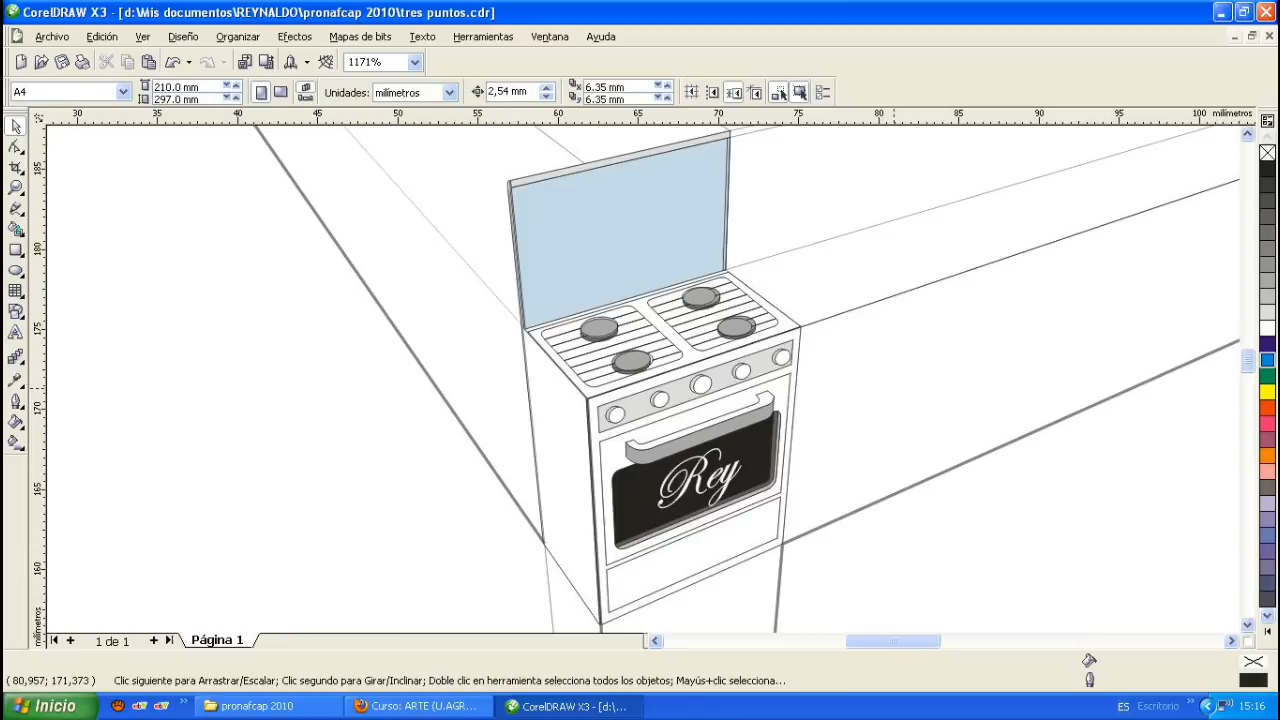 CorelDRAW X3 - [d:\Mis documentos\REYNALDO\pronafcap 2010\tres puntos.cdr]
Archivo Edición Ver Diseño Organizar Efectos Mapas de bits Texto Herramientas Ventana Ayuda
1171%
A4 210.0 mm 297.0 mm Unidades: milímetros 2,54 mm 6.35 mm 6.35 mm
30 35 40 45 50 55 60 65 70 75 80 85 90 95 100 milímetros
185
180
175
170
165
160
milímetros
Rey
1 de 1 Página 1
( 80,957; 171,373 ) Clic siguiente para Arrastrar/Escalar; Clic segundo para Girar/Inclinar; Doble clic en herramienta selecciona todos los objetos; Mayús+clic selecciona...
Inicio pronafcap 2010 Curso: ARTE (U.AGR... CorelDRAW X3 - [d:\... ES Escritorio 15:16